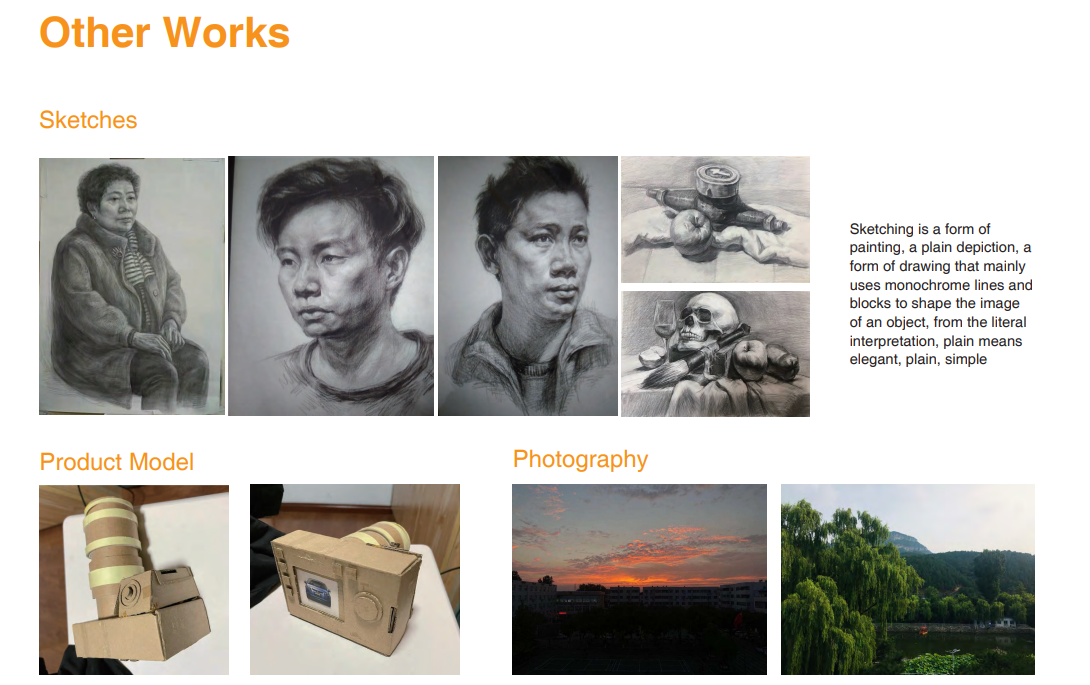 Other Works
Sketches
Sketching is a form of
painting, a plain depiction, a
form of drawing that mainly
uses monochrome lines and
blocks to shape the image
of an object, from the literal
interpretation, plain means
elegant, plain, simple
Product Model
Photography